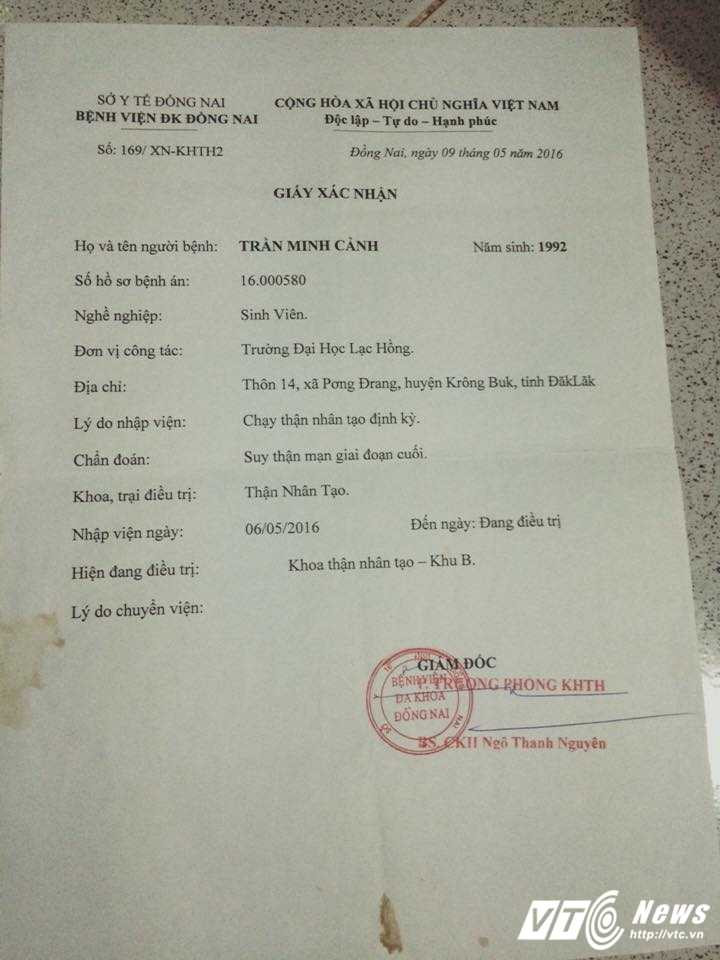 SỞ Y TẾ ĐỒNG NAI
BỆNH VIỆN ĐK ĐỒNG NAI
Số: 169/ XN-KHTH2
CỘNG HÒA XÃ HỘI CHỦ NGHĨA VIỆT NAM
Độc lập – Tự do – Hạnh phúc
Đồng Nai, ngày 09 tháng 05 năm 2016
GIẤY XÁC NHẬN
Họ và tên người bệnh: TRẦN MINH CẢNH Năm sinh: 1992
Số hồ sơ bệnh án: 16.000580
Nghề nghiệp: Sinh Viên.
Đơn vị công tác: Trường Đại Học Lạc Hồng.
Địa chỉ: Thôn 14, xã Pơng Đrang, huyện Krông Buk, tỉnh ĐăkLăk
Lý do nhập viện: Chạy thận nhân tạo định kỳ.
Chẩn đoán: Suy thận mạn giai đoạn cuối.
Khoa, trại điều trị: Thận Nhân Tạo.
Nhập viện ngày: 06/05/2016 Đến ngày: Đang điều trị
Hiện đang điều trị: Khoa thận nhân tạo – Khu B.
Lý do chuyển viện:
GIÁM ĐỐC
TRƯỞNG PHÒNG KHTH
BỆNH VIỆN
ĐA KHOA
ĐỒNG NAI
BS. CKII Ngô Thanh Nguyên
VTC News
http://vtc.vn